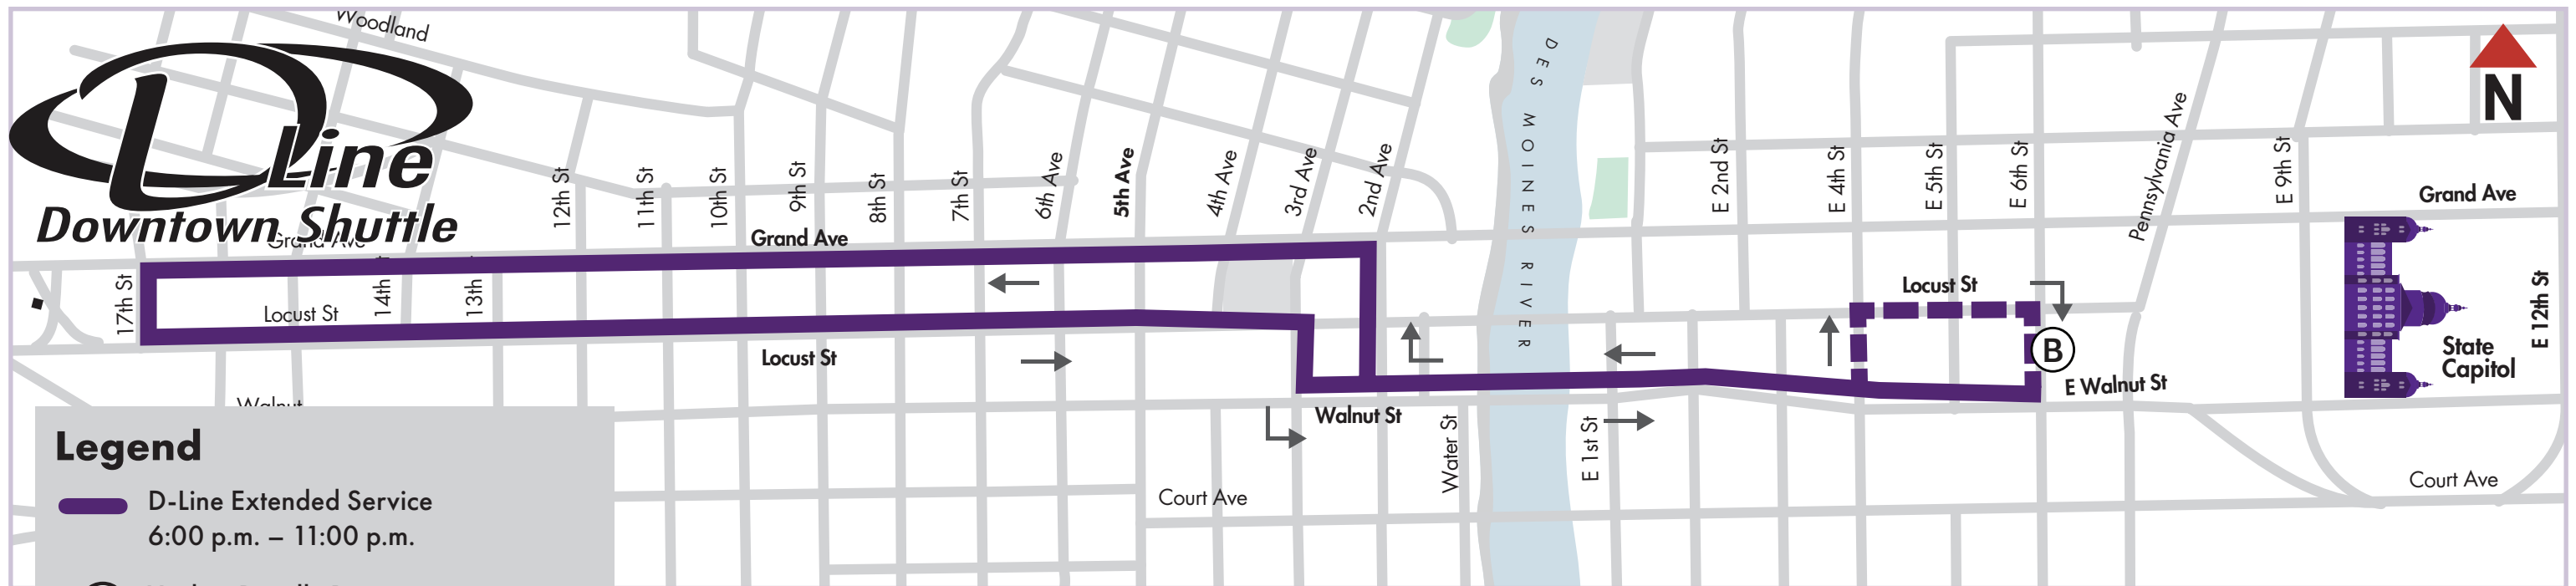 Woodland
D Line
Downtown Shuttle
Grand Ave
17th St
14th
13th
12th St
11th St
10th St
9th St
8th St
7th St
6th Ave
5th Ave
4th Ave
3rd Ave
2nd Ave
Grand Ave
Locust St
Locust St
Walnut
Walnut St
Court Ave
Water St
DES MOINES RIVER
E 1st St
E 2nd St
E 4th St
E 5th St
E 6th St
Pennsylvania Ave
E 9th St
Grand Ave
N
Locust St
B
E Walnut St
State
Capitol
E 12th St
Court Ave
Legend
D-Line Extended Service
6:00 p.m. – 11:00 p.m.